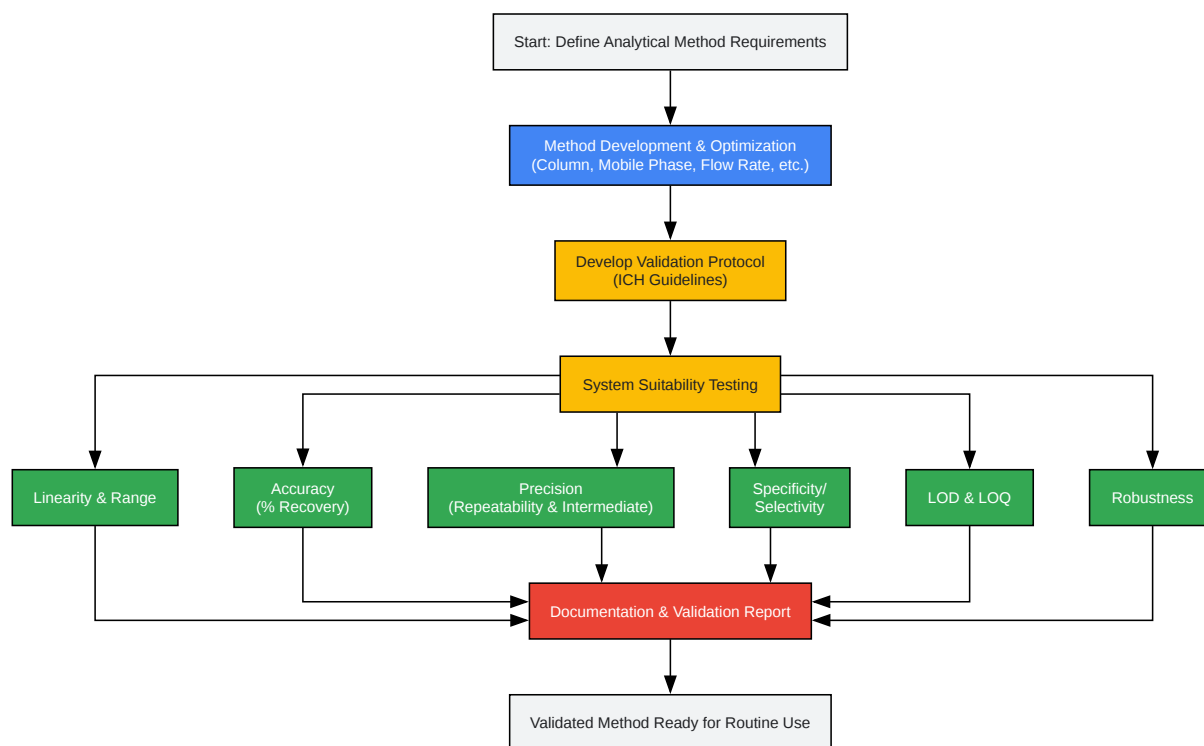 Start: Define Analytical Method Requirements
Method Development & Optimization
(Column, Mobile Phase, Flow Rate, etc.)
Develop Validation Protocol
(ICH Guidelines)
System Suitability Testing
Linearity & Range
Accuracy
(% Recovery)
Precision
(Repeatability & Intermediate)
Specificity/
Selectivity
LOD & LOQ
Robustness
Documentation & Validation Report
Validated Method Ready for Routine Use